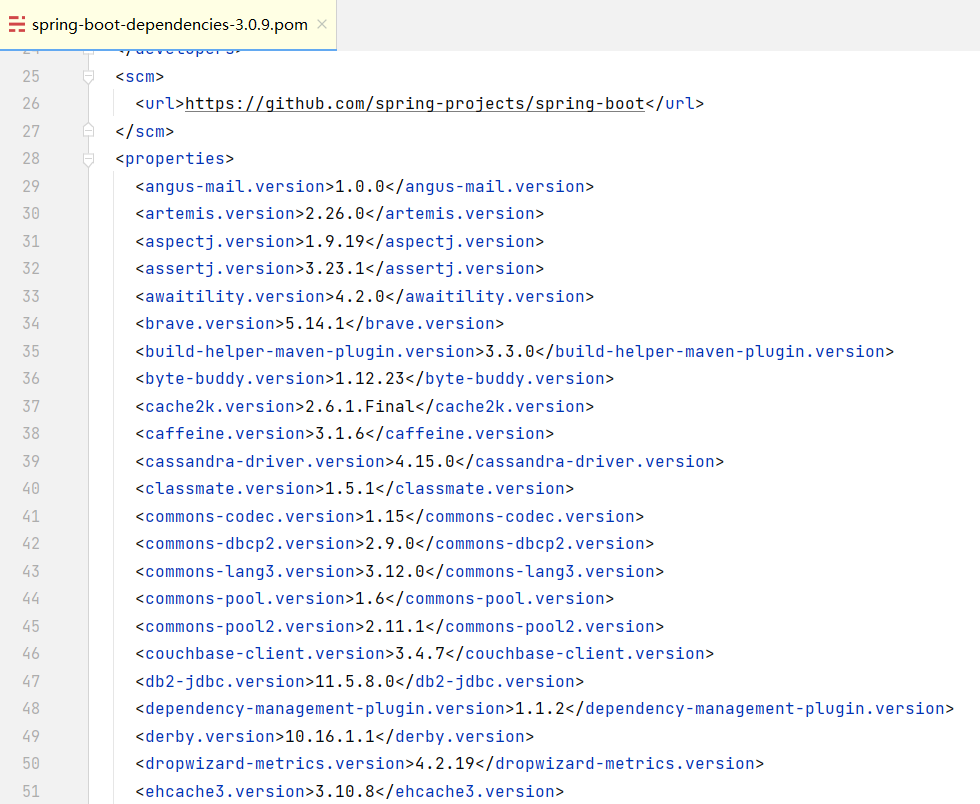 spring-boot-dependencies-3.0.9.pom
24 </developers>
25 <scm>
26 <url>https://github.com/spring-projects/spring-boot</url>
27 </scm>
28 <properties>
29 <angus-mail.version>1.0.0</angus-mail.version>
30 <artemis.version>2.26.0</artemis.version>
31 <aspectj.version>1.9.19</aspectj.version>
32 <assertj.version>3.23.1</assertj.version>
33 <awaitility.version>4.2.0</awaitility.version>
34 <brave.version>5.14.1</brave.version>
35 <build-helper-maven-plugin.version>3.3.0</build-helper-maven-plugin.version>
36 <byte-buddy.version>1.12.23</byte-buddy.version>
37 <cache2k.version>2.6.1.Final</cache2k.version>
38 <caffeine.version>3.1.6</caffeine.version>
39 <cassandra-driver.version>4.15.0</cassandra-driver.version>
40 <classmate.version>1.5.1</classmate.version>
41 <commons-codec.version>1.15</commons-codec.version>
42 <commons-dbcp2.version>2.9.0</commons-dbcp2.version>
43 <commons-lang3.version>3.12.0</commons-lang3.version>
44 <commons-pool.version>1.6</commons-pool.version>
45 <commons-pool2.version>2.11.1</commons-pool2.version>
46 <couchbase-client.version>3.4.7</couchbase-client.version>
47 <db2-jdbc.version>11.5.8.0</db2-jdbc.version>
48 <dependency-management-plugin.version>1.1.2</dependency-management-plugin.version>
49 <derby.version>10.16.1.1</derby.version>
50 <dropwizard-metrics.version>4.2.19</dropwizard-metrics.version>
51 <ehcache3.version>3.10.8</ehcache3.version>